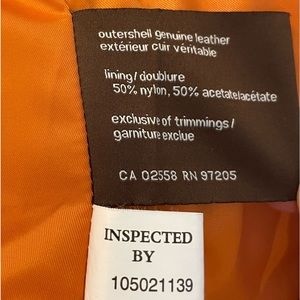 outershell genuine leather
extérieur cuir véritable
lining/doublure
50% nylon, 50% acetate/acétate
exclusive of trimmings/
garniture exclue
CA 02558 RN 97205
INSPECTED
BY
105021139